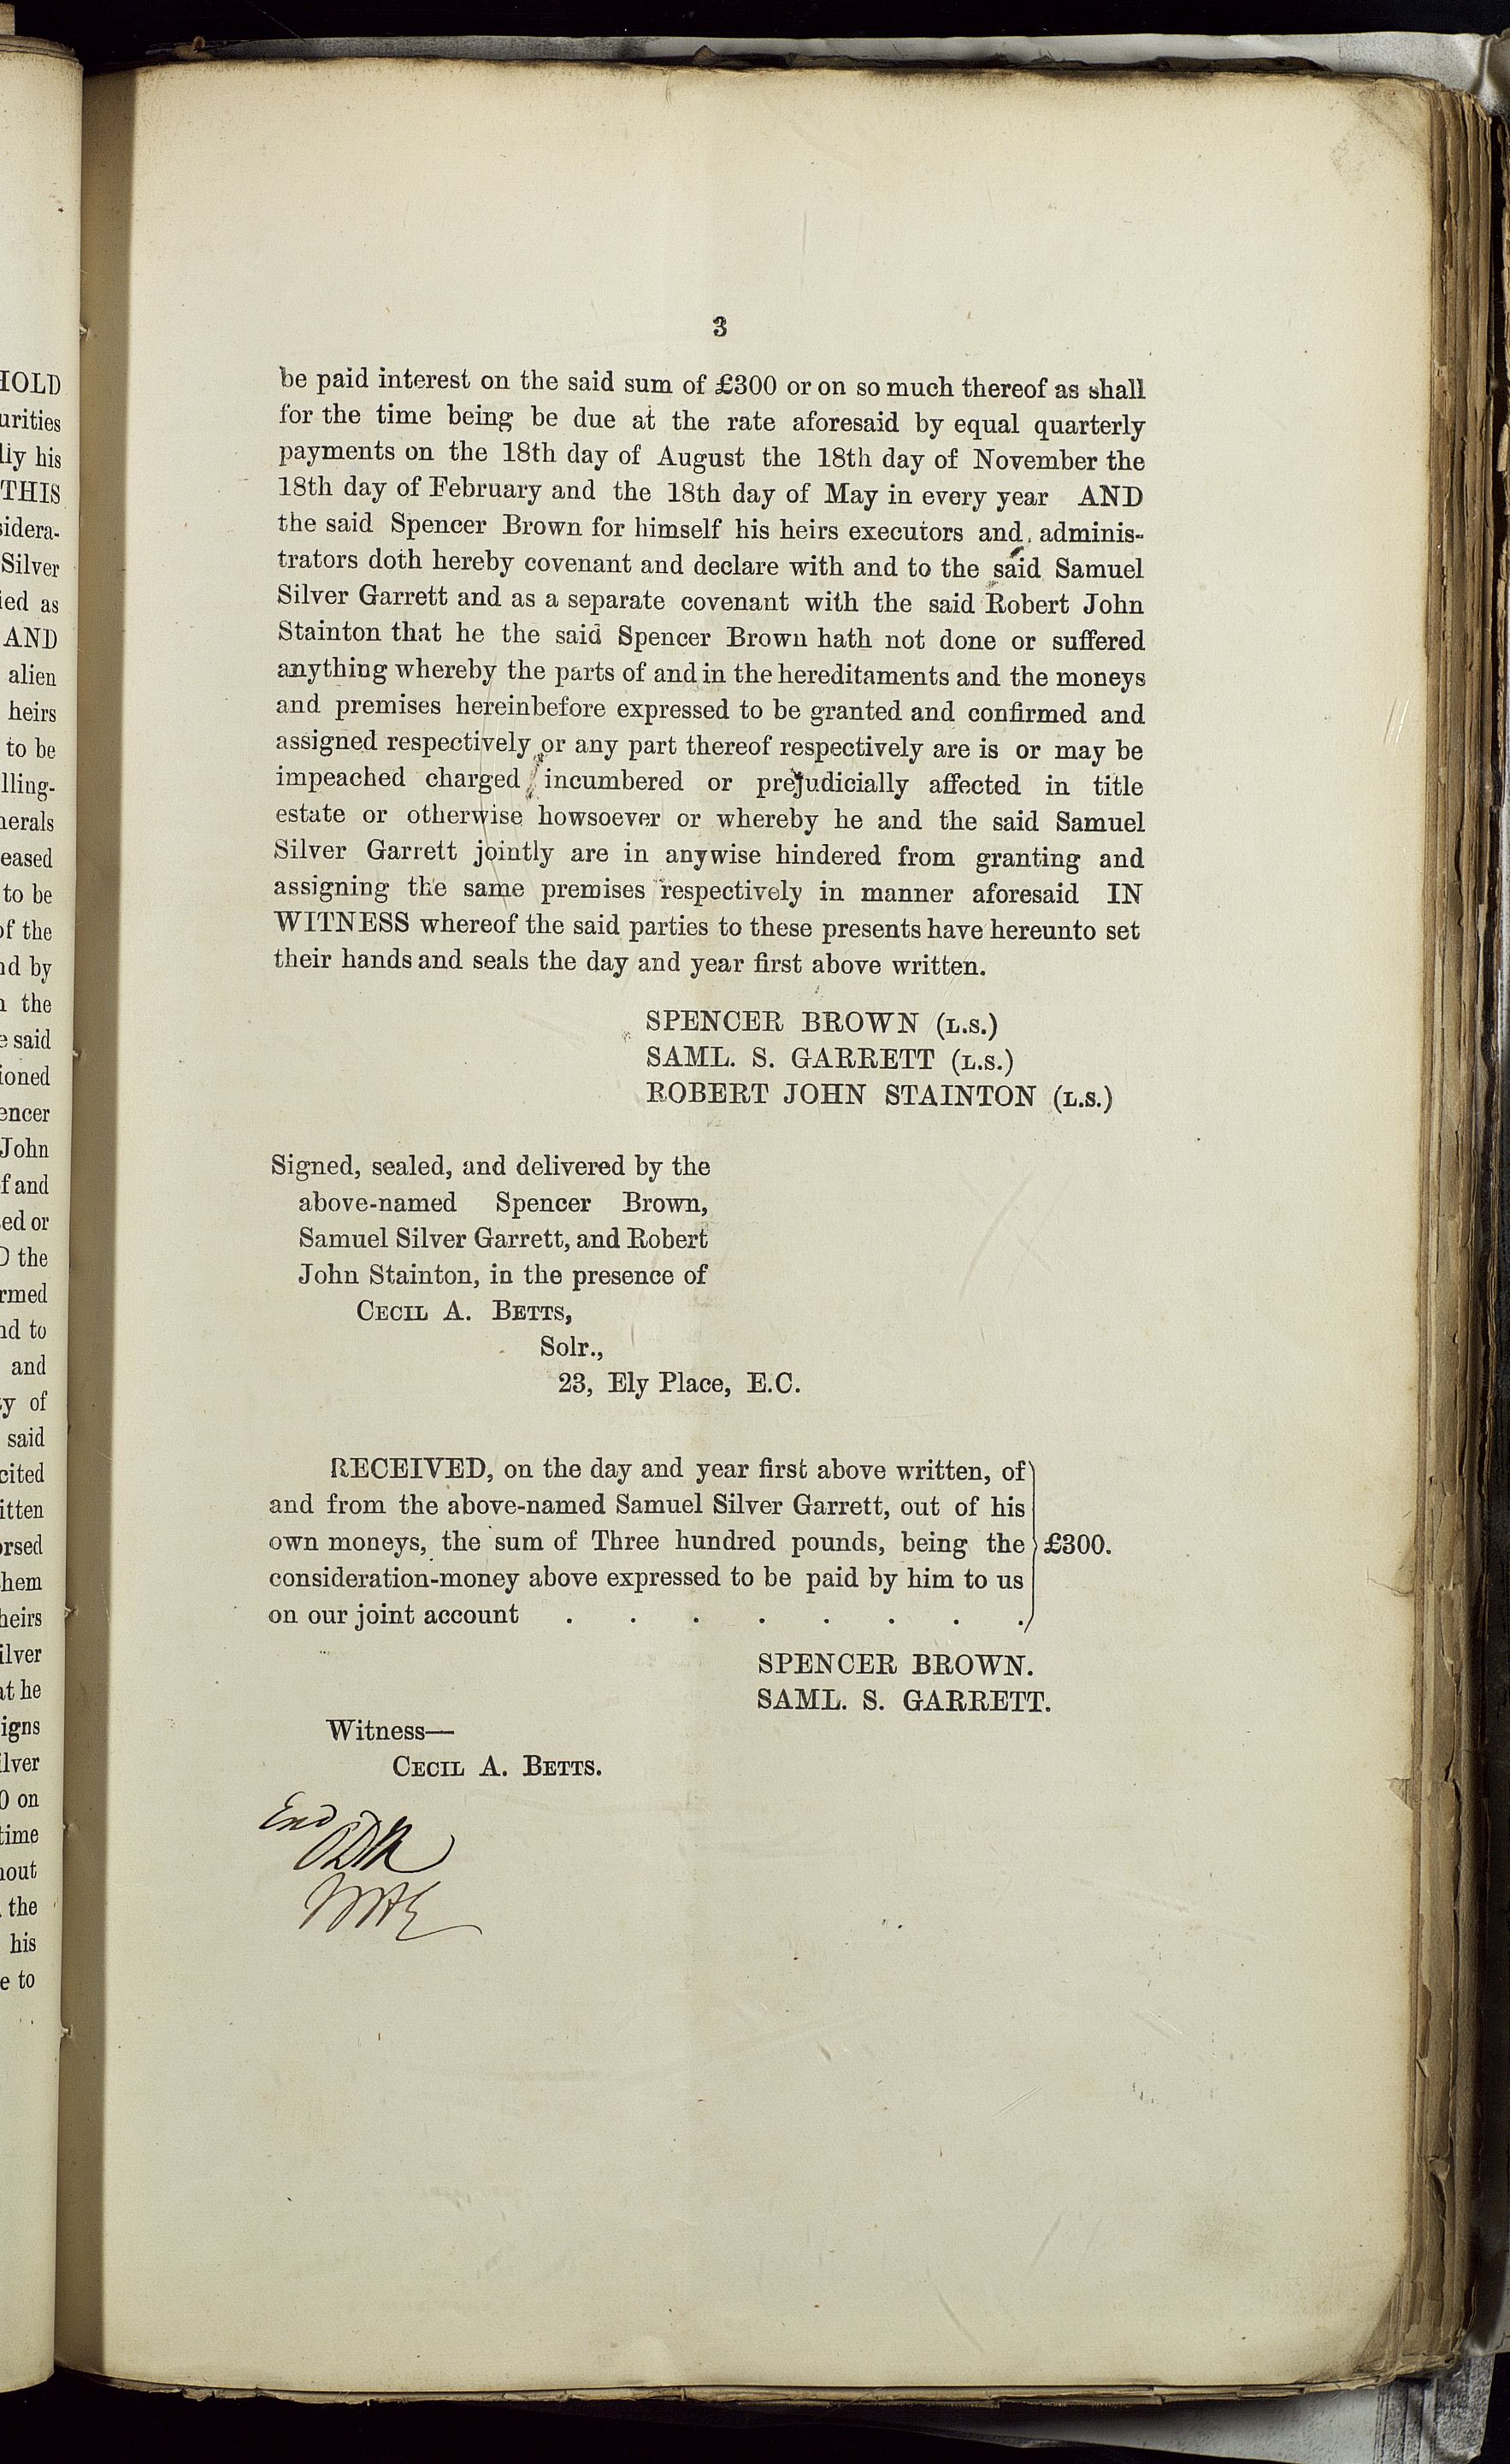 3
be paid interest on the said sum of £300 or on so much thereof as shall
for the time being be due at the rate aforesaid by equal quarterly
payments on the 18th day of August the 18th day of November the
18th day of February and the 18th day of May in every year AND
the said Spencer Brown for himself his heirs executors and adminis-
trators doth hereby covenant and declare with and to the said Samuel
Silver Garrett and as a separate covenant with the said Robert John
Stainton that he the said Spencer Brown hath not done or suffered
anything whereby the parts of and in the hereditaments and the moneys
and premises hereinbefore expressed to be granted and confirmed and
assigned respectively or any part thereof respectively are is or may be
impeached charged incumbered or prejudicially affected in title
estate or otherwise howsoever or whereby he and the said Samuel
Silver Garrett jointly are in anywise hindered from granting and
assigning the same premises respectively in manner aforesaid IN
WITNESS whereof the said parties to these presents have hereunto set
their hands and seals the day and year first above written.
SPENCER BROWN (L.S.)
SAML. S. GARRETT (L.S.)
ROBERT JOHN STAINTON (L.S.)
Signed, sealed, and delivered by the
above-named Spencer Brown,
Samuel Silver Garrett, and Robert
John Stainton, in the presence of
CECIL A. BETTS,
Solr.,
23, Ely Place, E.C.
RECEIVED, on the day and year first above written, of
and from the above-named Samuel Silver Garrett, out of his
own moneys, the sum of Three hundred pounds, being the £300.
consideration-money above expressed to be paid by him to us
on our joint account . . . . . . . .
SPENCER BROWN.
SAML. S. GARRETT.
Witness—
CECIL A. BETTS.